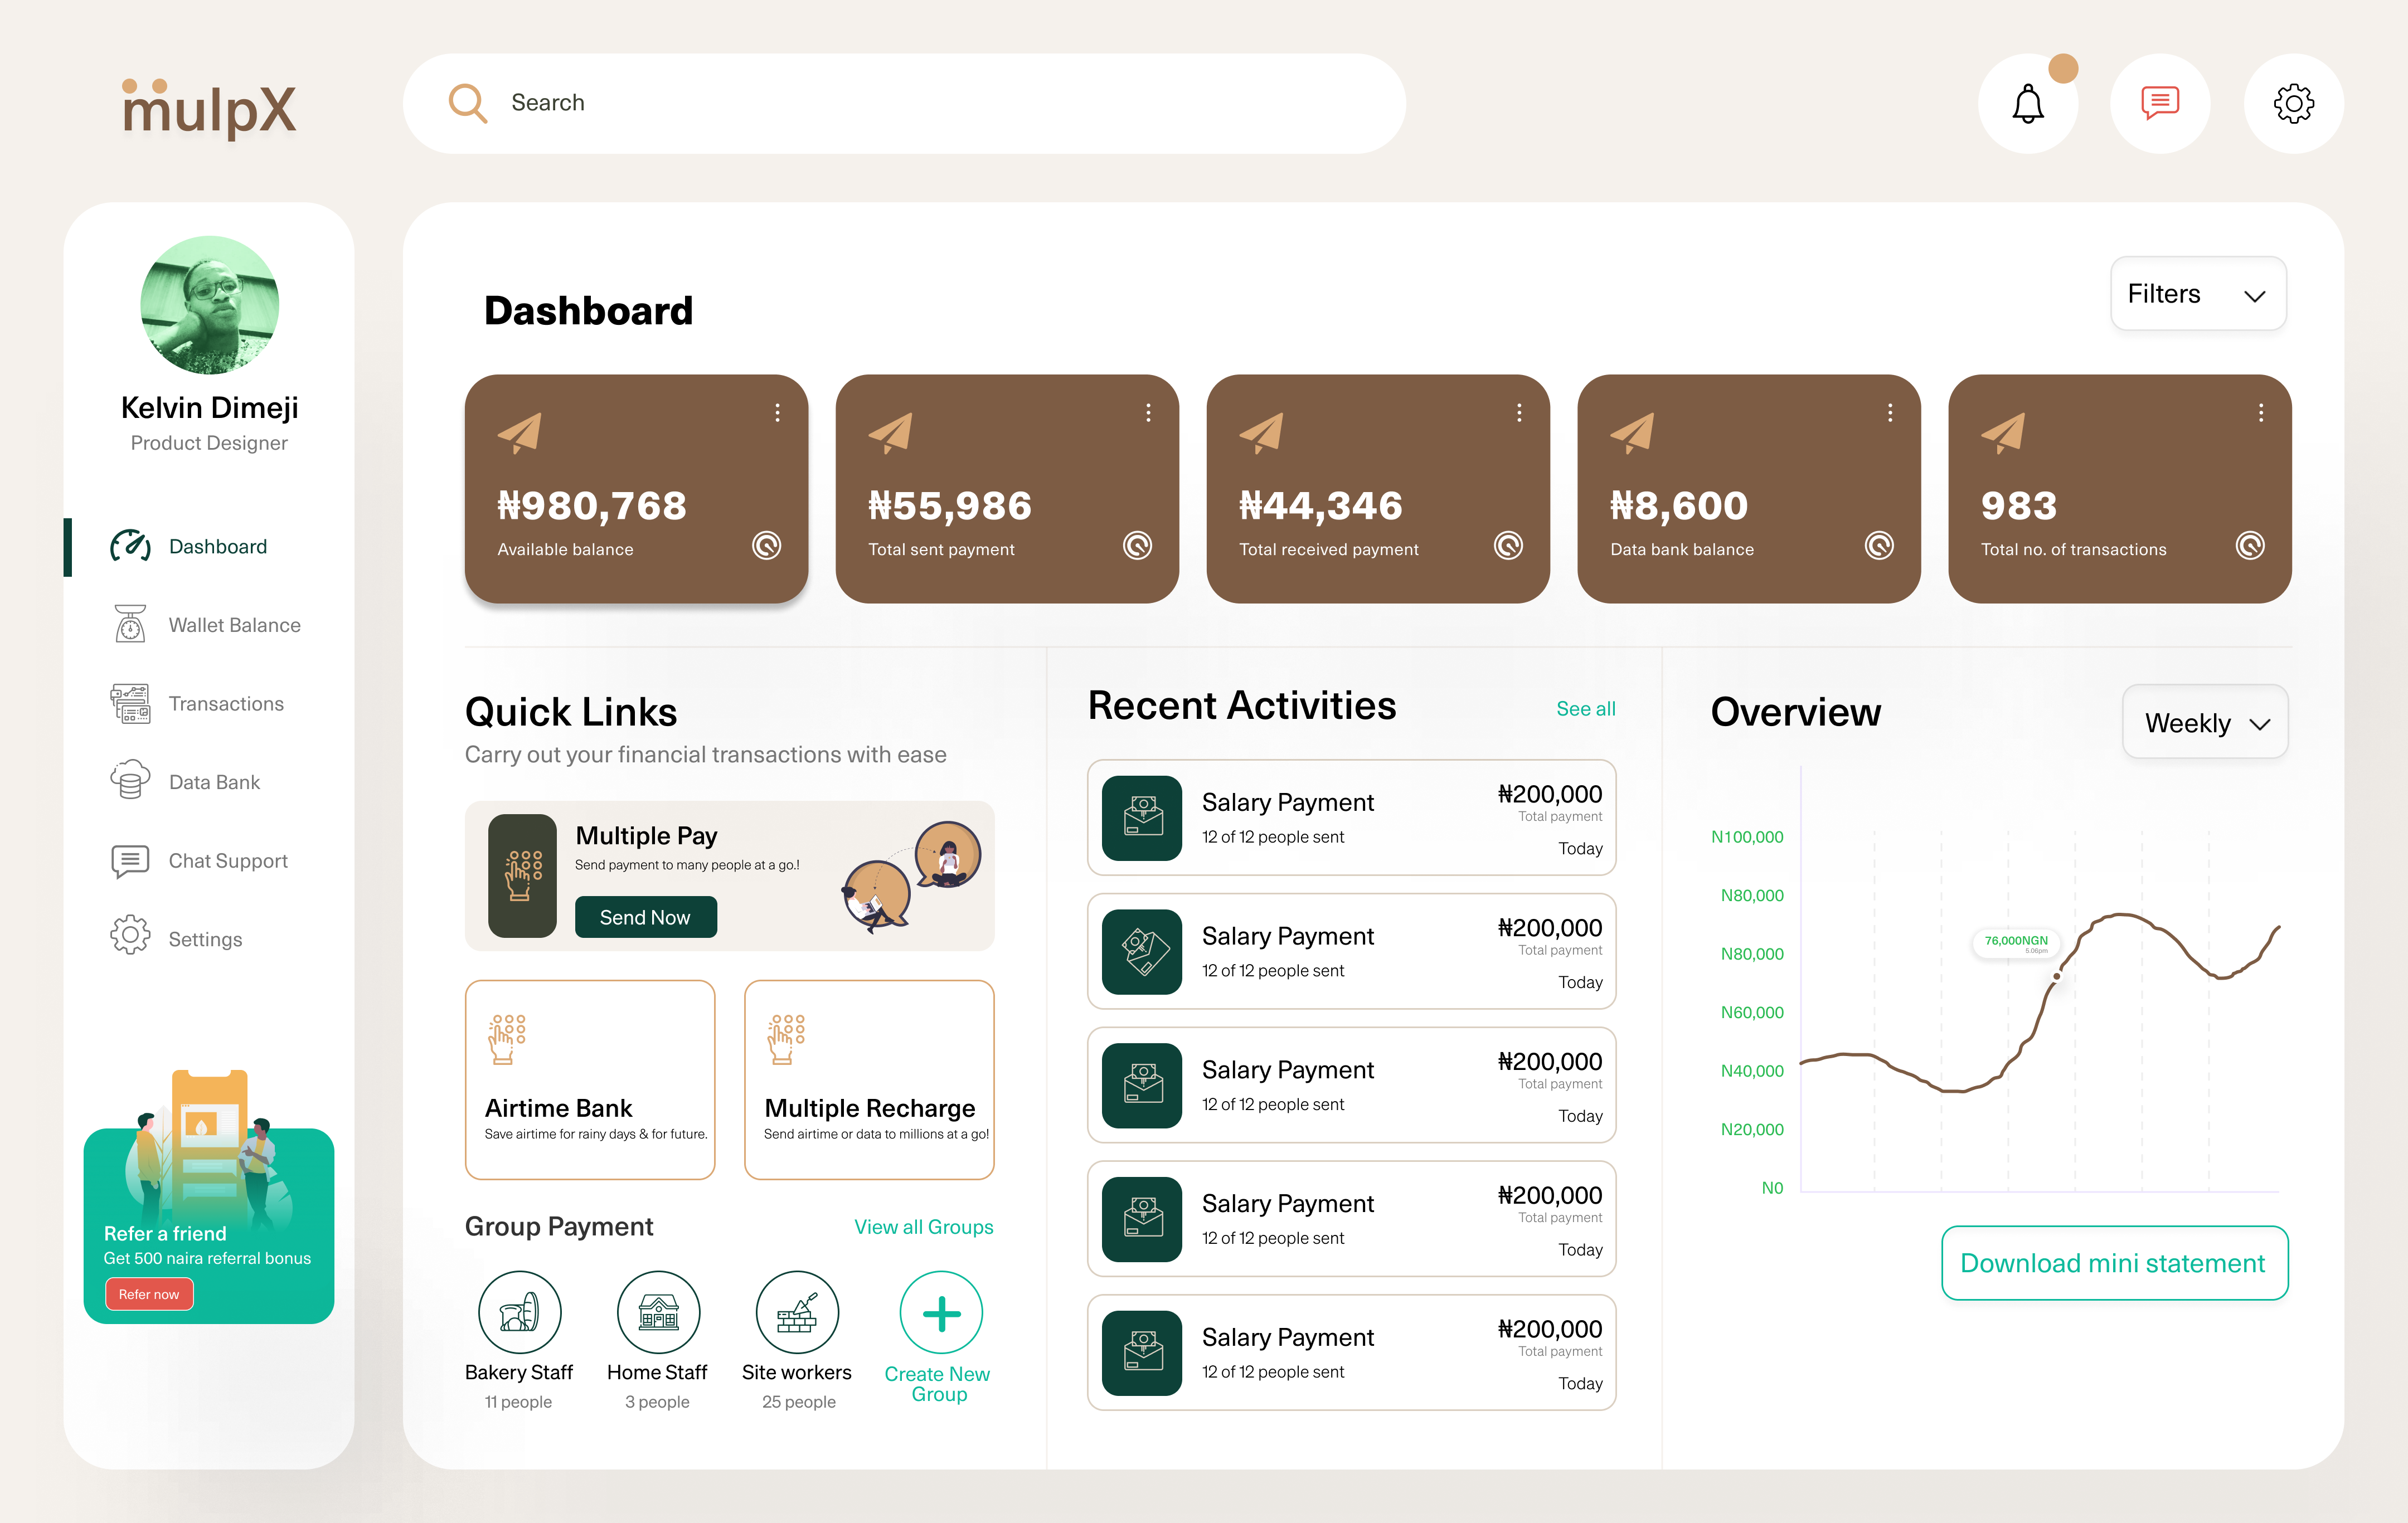 mulpX
Search
Kelvin Dimeji
Product Designer
Dashboard
Wallet Balance
Transactions
Data Bank
Chat Support
Settings
Refer a friend
Get 500 naira referral bonus
Refer now
Dashboard
Filters
₦980,768
Available balance
₦55,986
Total sent payment
₦44,346
Total received payment
₦8,600
Data bank balance
983
Total no. of transactions
Quick Links
Carry out your financial transactions with ease
Multiple Pay
Send payment to many people at a go.!
Send Now
Airtime Bank
Save airtime for rainy days & for future.
Multiple Recharge
Send airtime or data to millions at a go!
Group Payment
View all Groups
Bakery Staff
11 people
Home Staff
3 people
Site workers
25 people
Create New
Group
Recent Activities
See all
Salary Payment
12 of 12 people sent
₦200,000
Total payment
Today
Salary Payment
12 of 12 people sent
₦200,000
Total payment
Today
Salary Payment
12 of 12 people sent
₦200,000
Total payment
Today
Salary Payment
12 of 12 people sent
₦200,000
Total payment
Today
Salary Payment
12 of 12 people sent
₦200,000
Total payment
Today
Overview
Weekly
N100,000
N80,000
N80,000
N60,000
N40,000
N20,000
N0
76,000NGN
5.06pm
Download mini statement